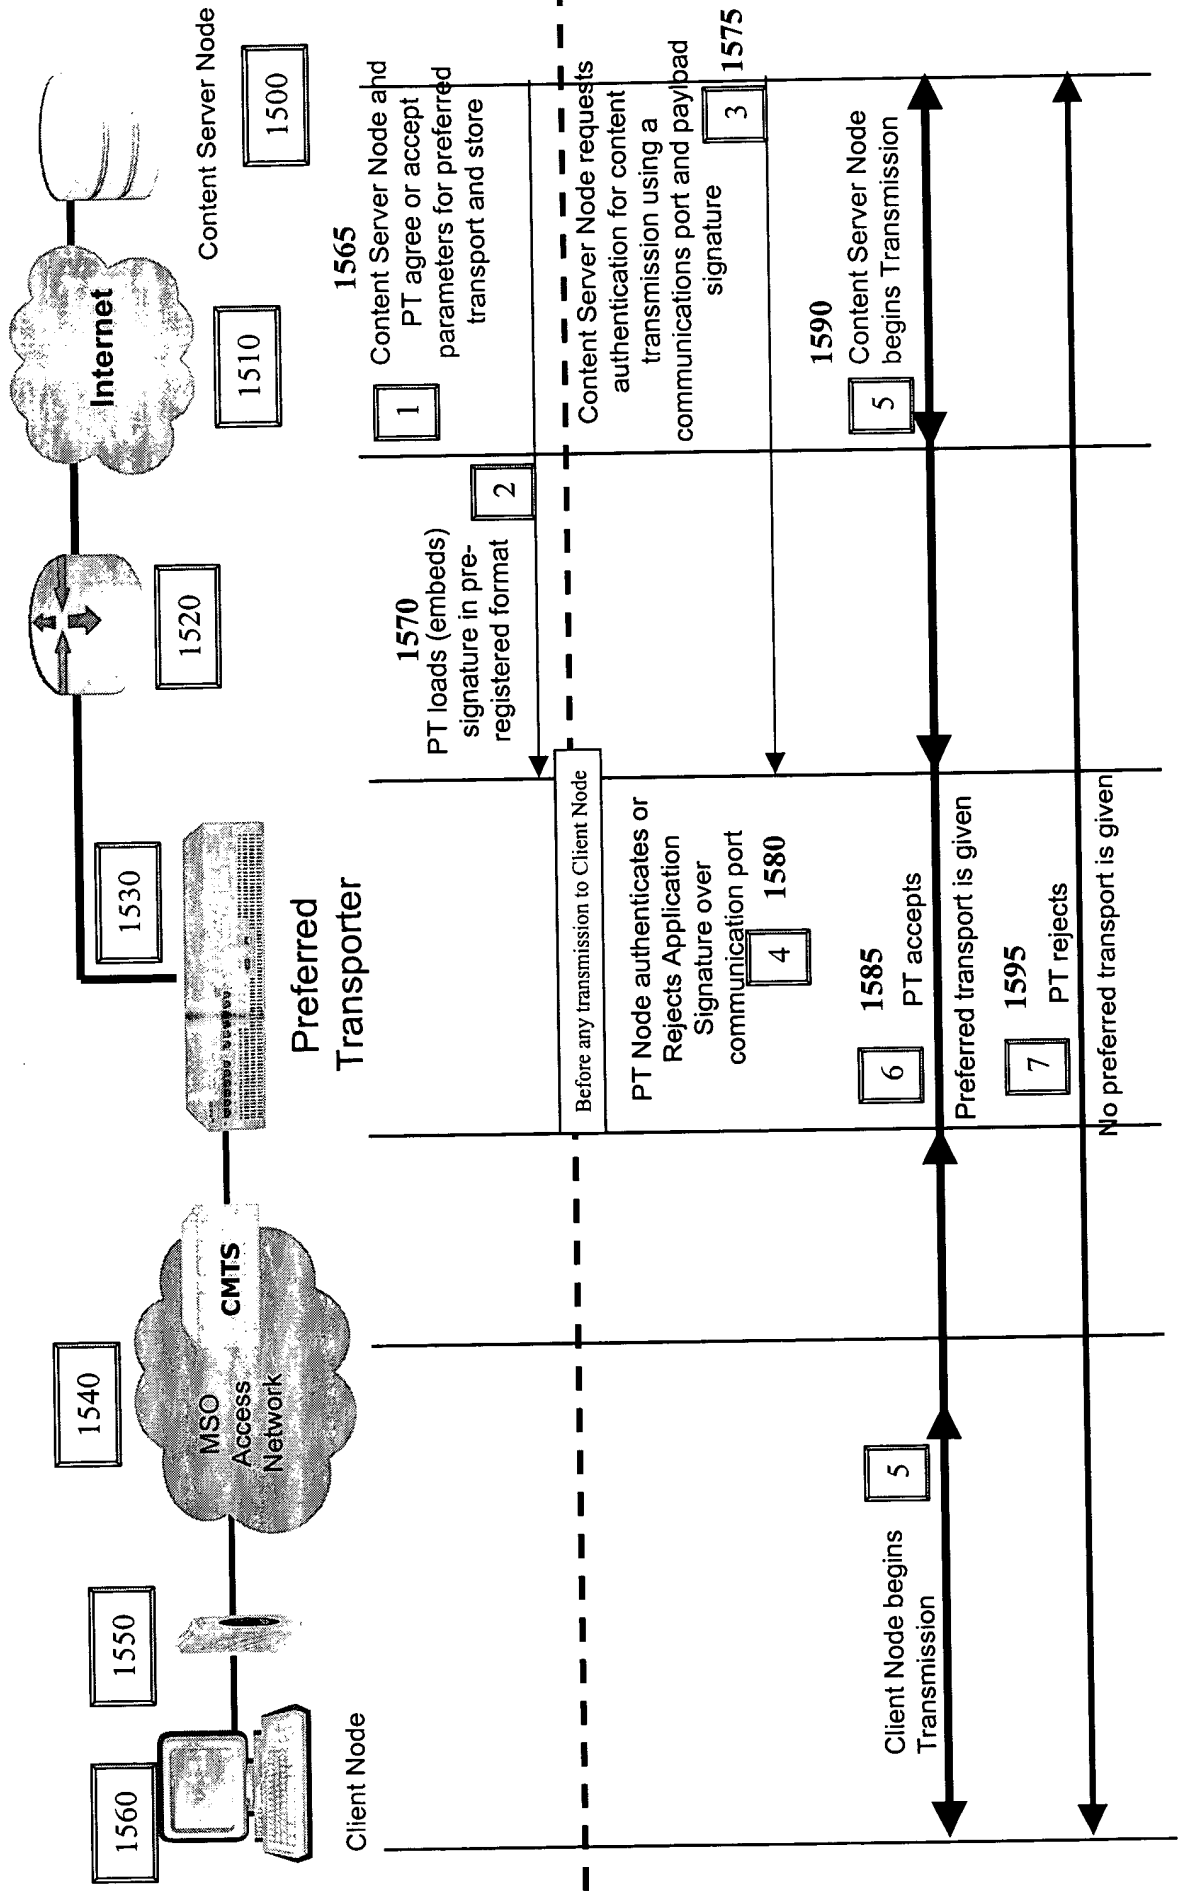 1560
1550
1540
1530
1520
1510
1500
Internet
Content Server Node
CMTS
MSO
Access
Network
Client Node
Preferred
Transporter
1565
1
Content Server Node and
PT agree or accept
parameters for preferred
transport and store
1570
PT loads (embeds)
signature in pre-
registered format
2
Before any transmission to Client Node
Content Server Node requests
authentication for content
transmission using a
communications port and payload
signature
3
1575
PT Node authenticates or
Rejects Application
Signature over
communication port
4
1580
1590
5
Content Server Node
begins Transmission
Client Node begins
Transmission
5
6
1585
PT accepts
Preferred transport is given
7
1595
PT rejects
No preferred transport is given